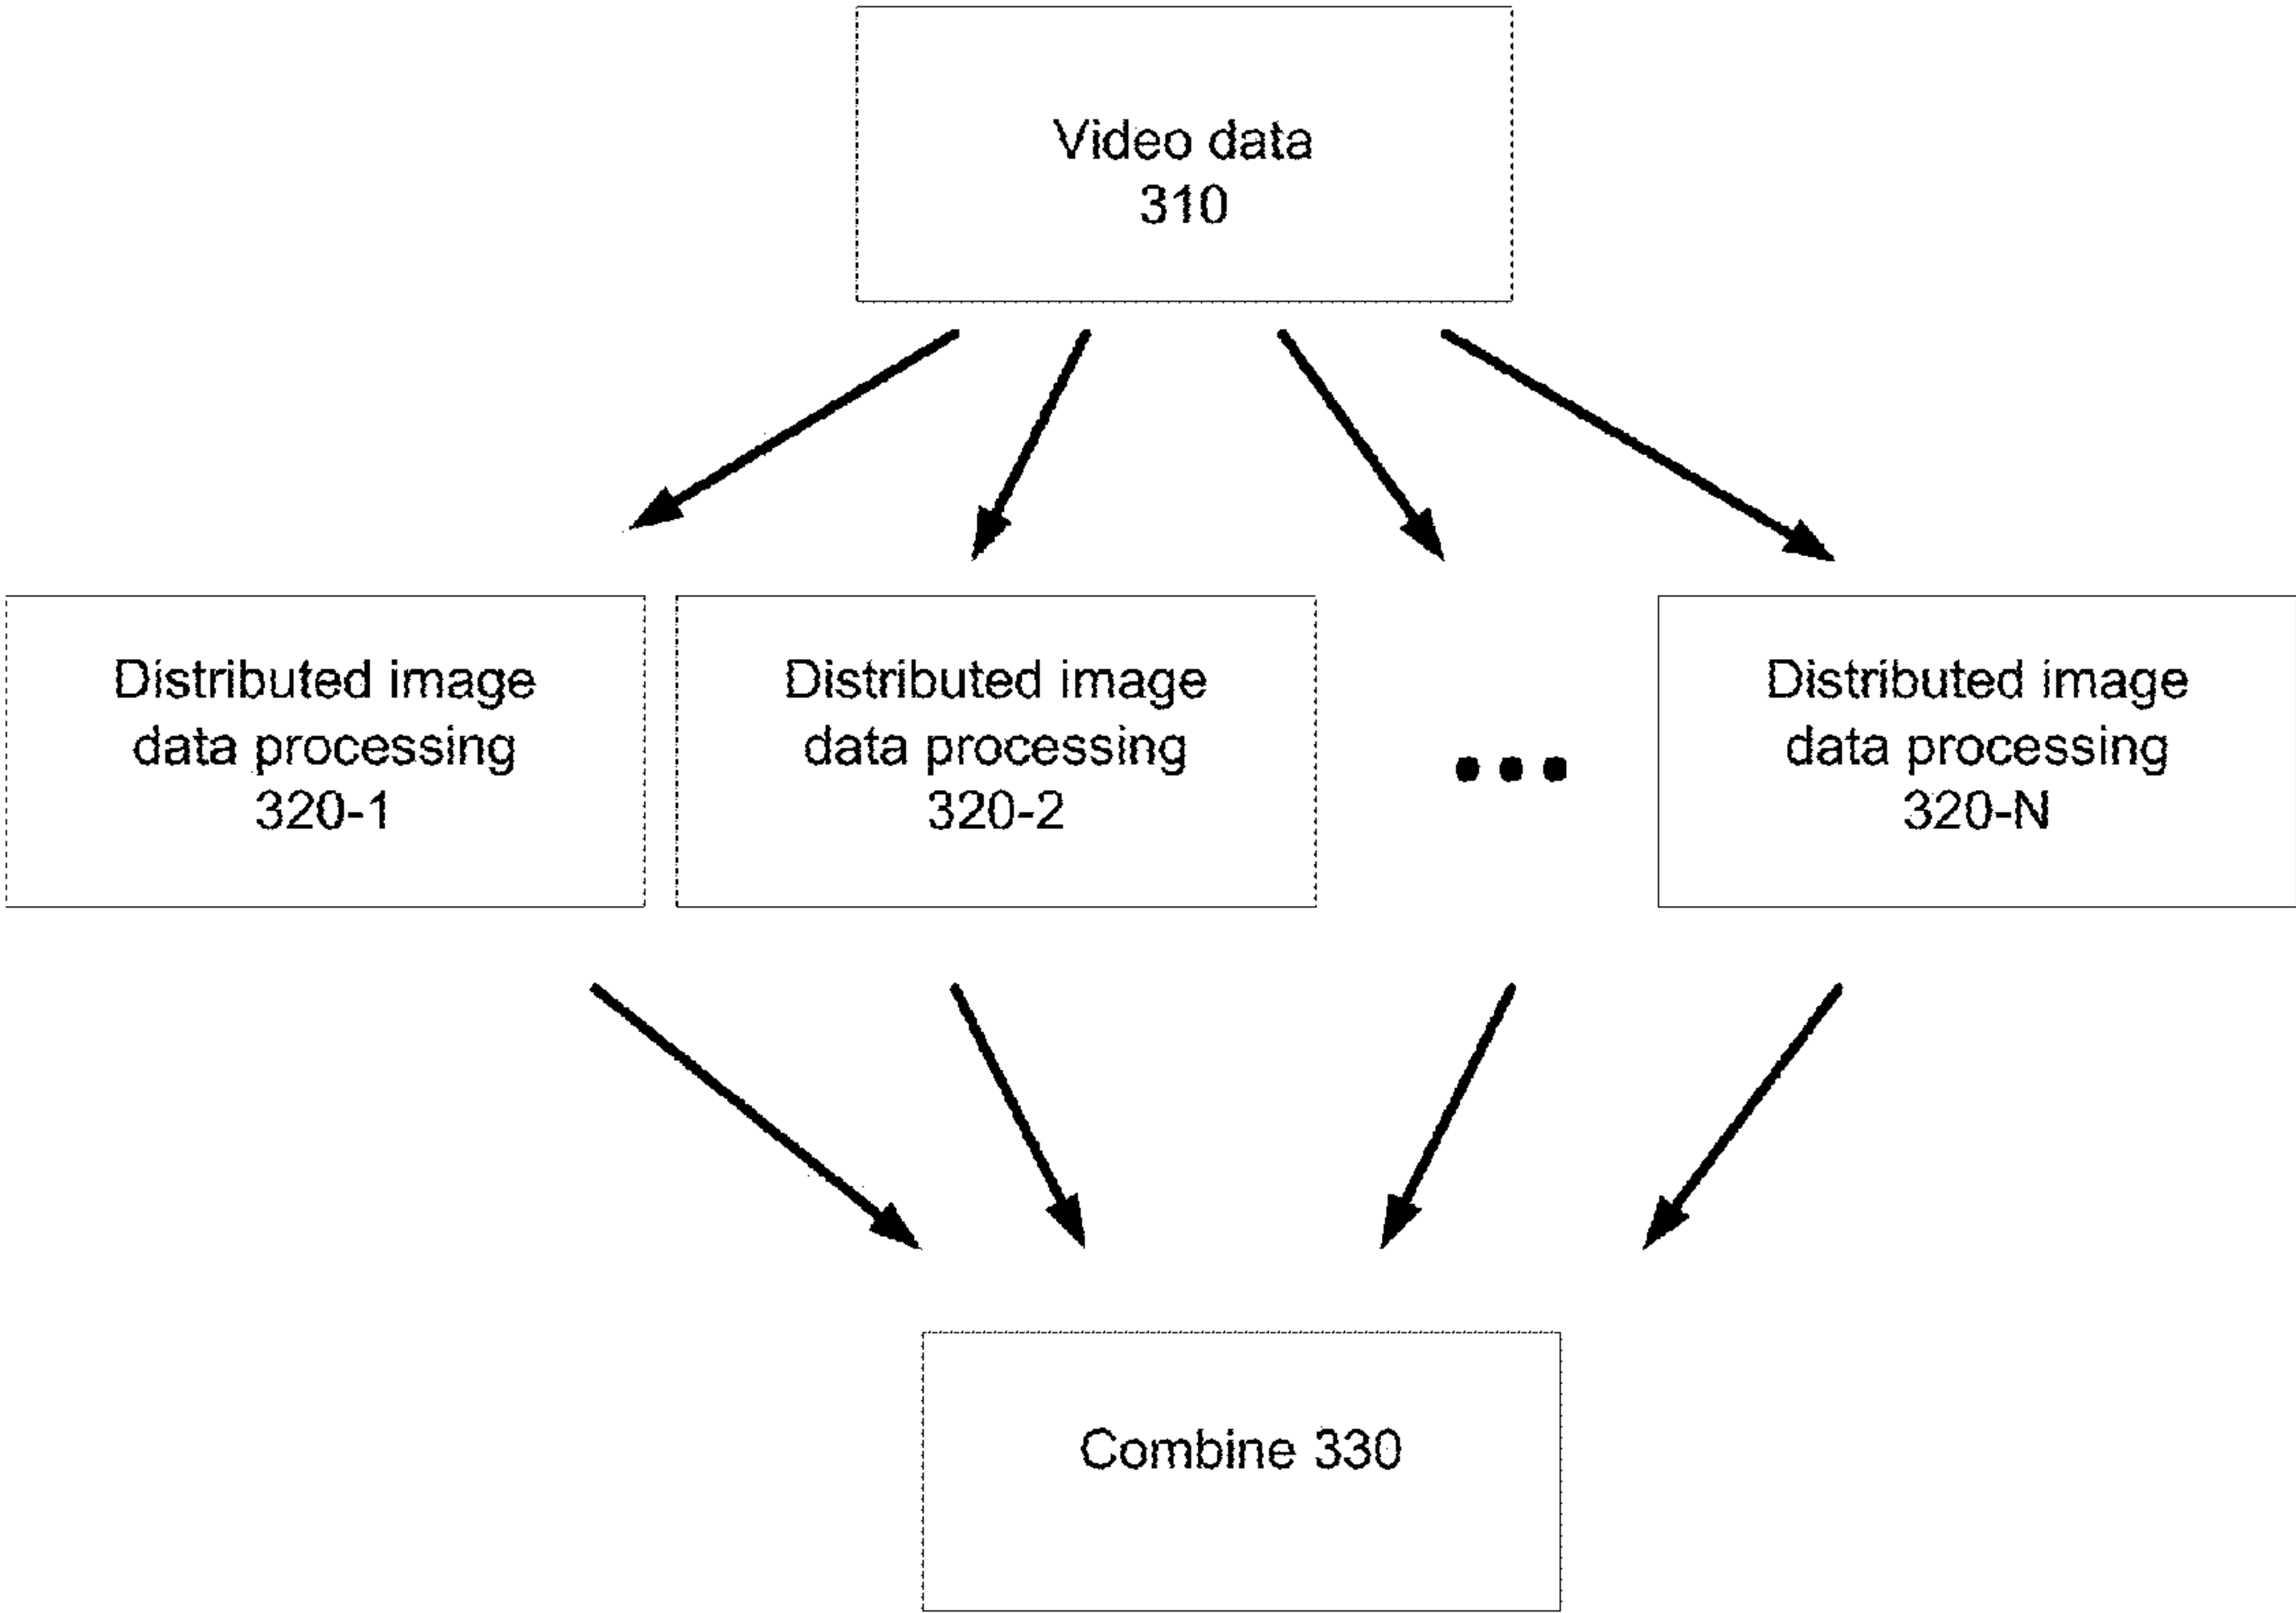 Video data
310
Distributed image
data processing
320-1
Distributed image
data processing
320-2
•••
Distributed image
data processing
320-N
Combine 330